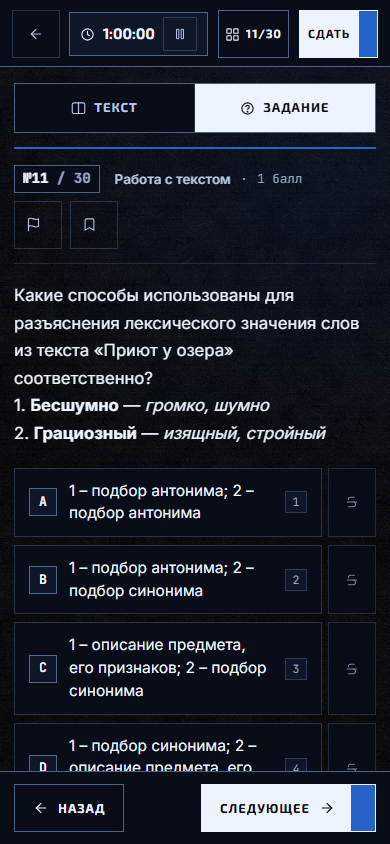 1:00:00
11/30
СДАТЬ
ТЕКСТ
ЗАДАНИЕ
№11 / 30
Работа с текстом · 1 балл
Какие способы использованы для
разъяснения лексического значения слов
из текста «Приют у озера»
соответственно?
1. Бесшумно — громко, шумно
2. Грациозный — изящный, стройный
A
1 – подбор антонима; 2 –
подбор антонима
1
B
1 – подбор антонима; 2 –
подбор синонима
2
C
1 – описание предмета,
его признаков; 2 – подбор
синонима
3
D
1 – подбор синонима; 2 –
описание предмета, его
4
НАЗАД
СЛЕДУЮЩЕЕ